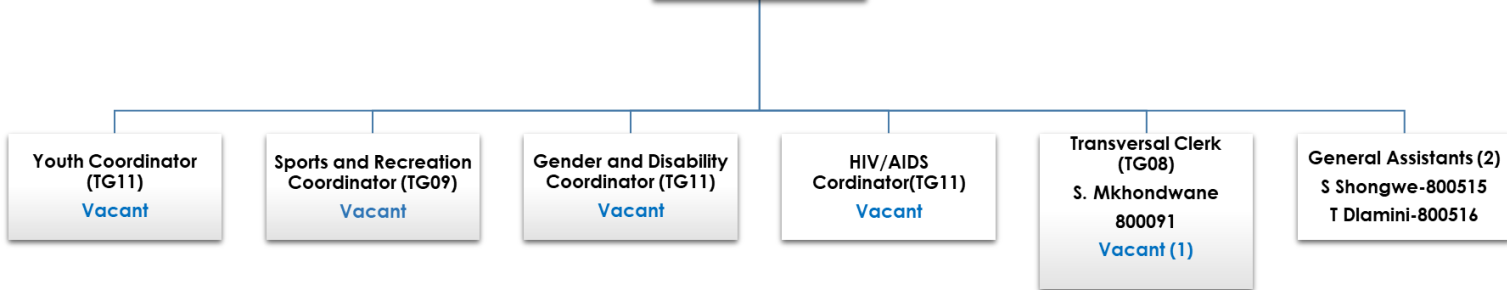 Youth Coordinator
(TG11)
Vacant
Sports and Recreation
Coordinator (TG09)
Vacant
Gender and Disability
Coordinator (TG11)
Vacant
HIV/AIDS
Cordinator(TG11)
Vacant
Transversal Clerk
(TG08)
S. Mkhondwane
800091
Vacant (1)
General Assistants (2)
S Shongwe-800515
T Dlamini-800516